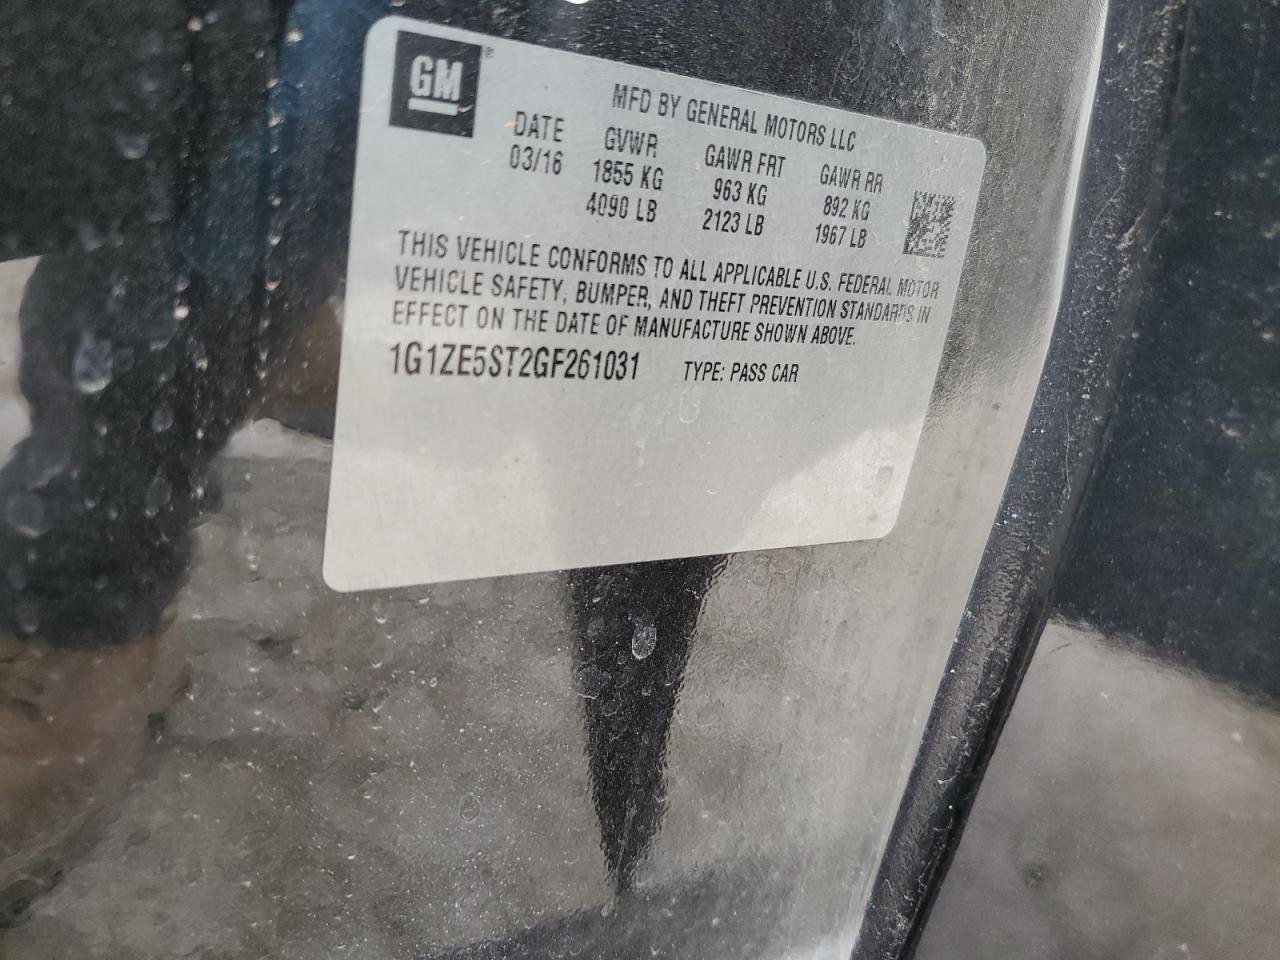 GM
MFD BY GENERAL MOTORS LLC
DATE GVWR GAWR FRT GAWR RR
03/16 1855 KG 963 KG 892 KG
4090 LB 2123 LB 1967 LB
THIS VEHICLE CONFORMS TO ALL APPLICABLE U.S. FEDERAL MOTOR
VEHICLE SAFETY, BUMPER, AND THEFT PREVENTION STANDARDS IN
EFFECT ON THE DATE OF MANUFACTURE SHOWN ABOVE.
1G1ZE5ST2GF261031 TYPE: PASS CAR